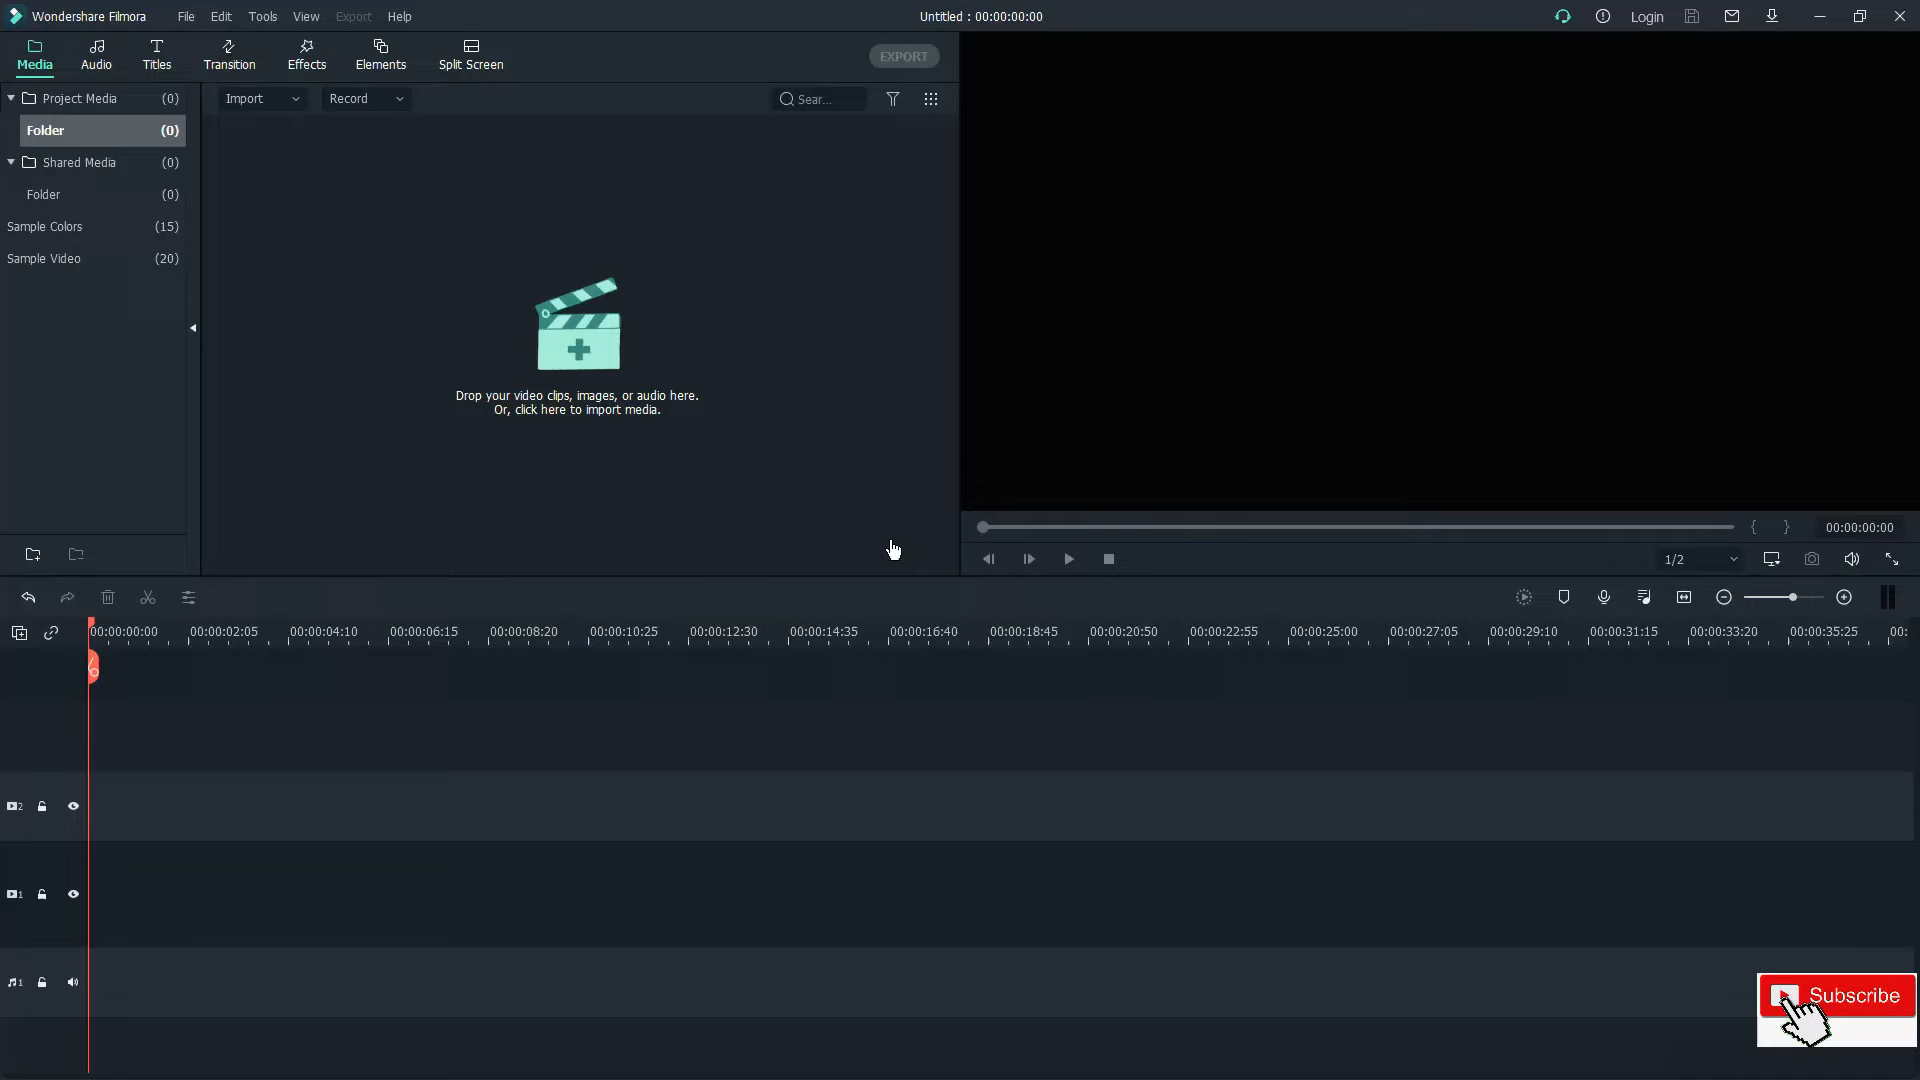 Wondershare Filmora File Edit Tools View Export Help Untitled : 00:00:00:00 Login
Media Audio Titles Transition Effects Elements Split Screen EXPORT
Project Media (0)
Folder (0)
Shared Media (0)
Folder (0)
Sample Colors (15)
Sample Video (20)
Import Record Sear...
Drop your video clips, images, or audio here.
Or, click here to import media.
{ } 00:00:00:00
1/2
00:00:00:00 00:00:02:05 00:00:04:10 00:00:06:15 00:00:08:20 00:00:10:25 00:00:12:30 00:00:14:35 00:00:16:40 00:00:18:45 00:00:20:50 00:00:22:55 00:00:25:00 00:00:27:05 00:00:29:10 00:00:31:15 00:00:33:20 00:00:35:25 00:
2
1
1
Subscribe